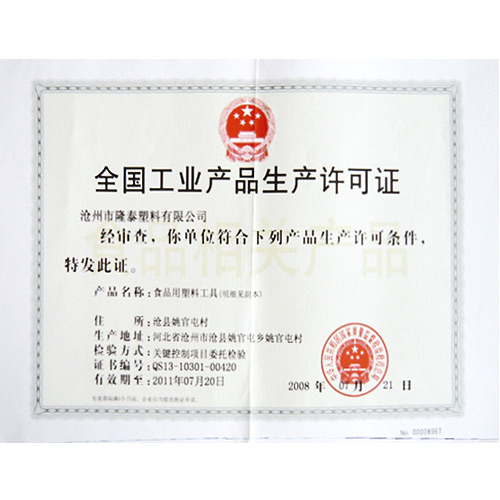 全国工业产品生产许可证
沧州市隆泰塑料有限公司
经审查，你单位符合下列产品生产许可条件，
特发此证。
食品相关产品
产品名称：食品用塑料工具(明细见副本)
住所：沧县姚官屯村
生产地址：河北省沧州市沧县姚官屯乡姚官屯村
检验方式：关键控制项目委托检验
证书编号：QS13-10301-00420
有效期至：2011年07月20日
2008 年 07 月 21 日
No. 00008967